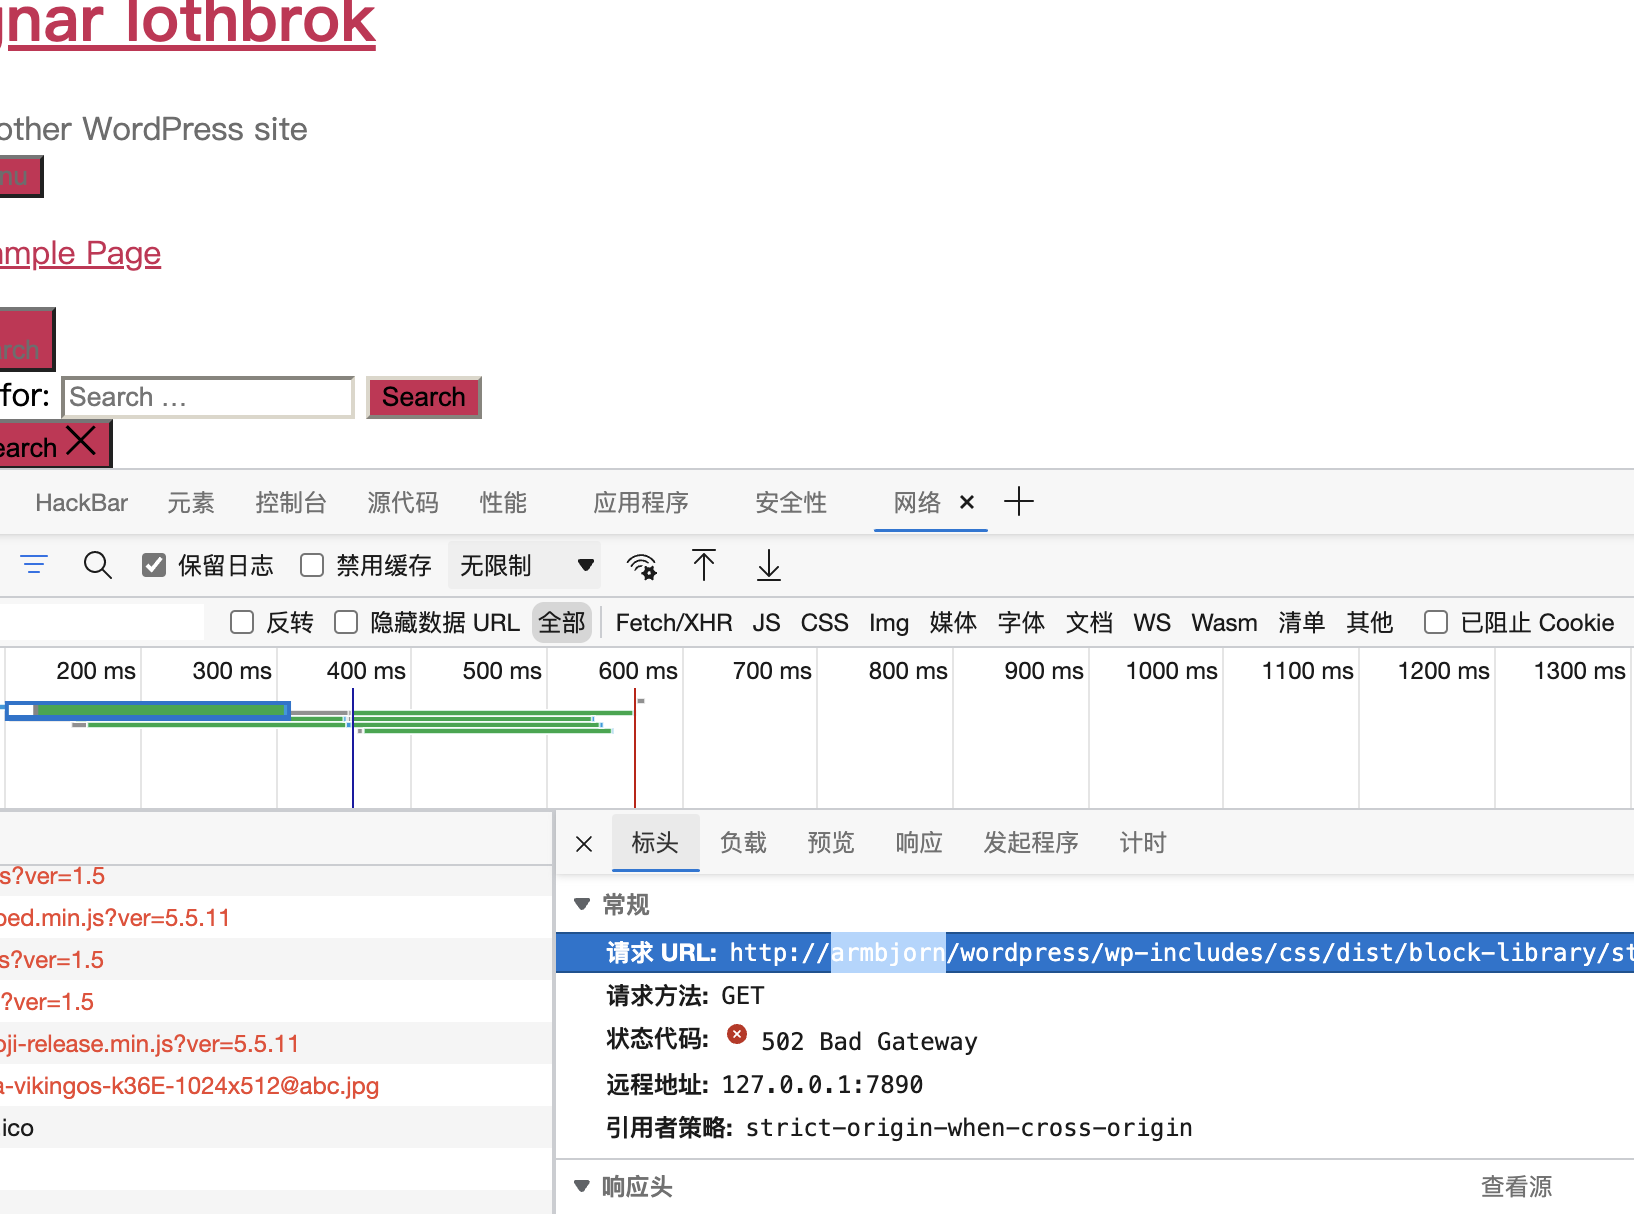 gnar lothbrok
other WordPress site
nu
ample Page
arch
for: Search … Search
earch
HackBar 元素 控制台 源代码 性能 应用程序 安全性 网络
保留日志 禁用缓存 无限制
反转 隐藏数据 URL 全部 Fetch/XHR JS CSS Img 媒体 字体 文档 WS Wasm 清单 其他 已阻止 Cookie
200 ms 300 ms 400 ms 500 ms 600 ms 700 ms 800 ms 900 ms 1000 ms 1100 ms 1200 ms 1300 ms
标头 负载 预览 响应 发起程序 计时
s?ver=1.5
bed.min.js?ver=5.5.11
s?ver=1.5
?ver=1.5
oji-release.min.js?ver=5.5.11
a-vikingos-k36E-1024x512@abc.jpg
ico
常规
请求 URL: http://armbjorn/wordpress/wp-includes/css/dist/block-library/st
请求方法: GET
状态代码: 502 Bad Gateway
远程地址: 127.0.0.1:7890
引用者策略: strict-origin-when-cross-origin
响应头 查看源